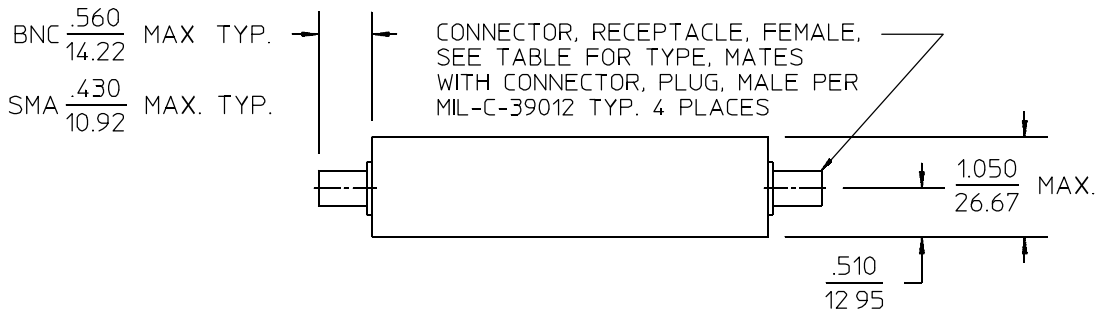 BNC .560 MAX TYP.
14.22
SMA .430 MAX. TYP.
10.92
CONNECTOR, RECEPTACLE, FEMALE,
SEE TABLE FOR TYPE, MATES
WITH CONNECTOR, PLUG, MALE PER
MIL-C-39012 TYP. 4 PLACES
1.050 MAX.
26.67
.510
12 95